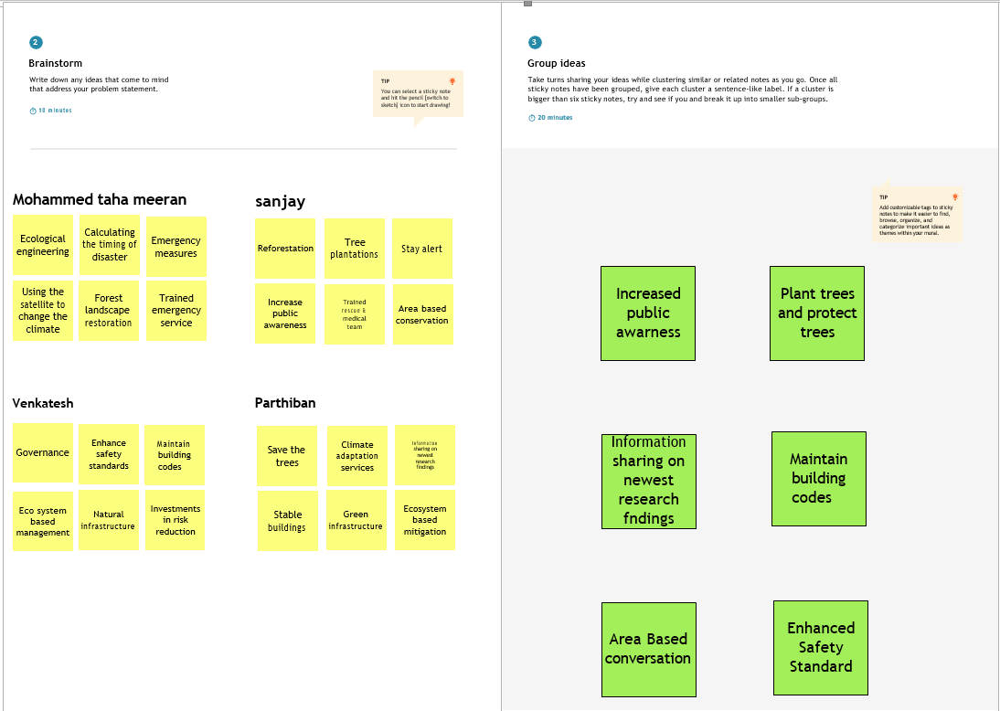 2
Brainstorm
Write down any ideas that come to mind
that address your problem statement.
10 minutes
TIP
You can select a sticky note
and hit the pencil [switch to
sketch] icon to start drawing!
Mohammed taha meeran
Ecological
engineering
Calculating
the timing of
disaster
Emergency
measures
Using the
satellite to
change the
climate
Forest
landscape
restoration
Trained
emergency
service
sanjay
Reforestation
Tree
plantations
Stay alert
Increase
public
awareness
Trained
rescue &
medical
team
Area based
conservation
Venkatesh
Governance
Enhance
safety
standards
Maintain
building
codes
Eco system
based
management
Natural
infrastructure
Investments
in risk
reduction
Parthiban
Save the
trees
Climate
adaptation
services
Information
sharing on
newest
research
findings
Stable
buildings
Green
infrastructure
Ecosystem
based
mitigation
3
Group ideas
Take turns sharing your ideas while clustering similar or related notes as you go. Once all
sticky notes have been grouped, give each cluster a sentence-like label. If a cluster is
bigger than six sticky notes, try and see if you and break it up into smaller sub-groups.
20 minutes
TIP
Add customizable tags to sticky
notes to make it easier to find,
browse, organize, and
categorize important ideas as
themes within your mural.
Increased
public
awarness
Plant trees
and protect
trees
Information
sharing on
newest
research
fndings
Maintain
building
codes
Area Based
conversation
Enhanced
Safety
Standard